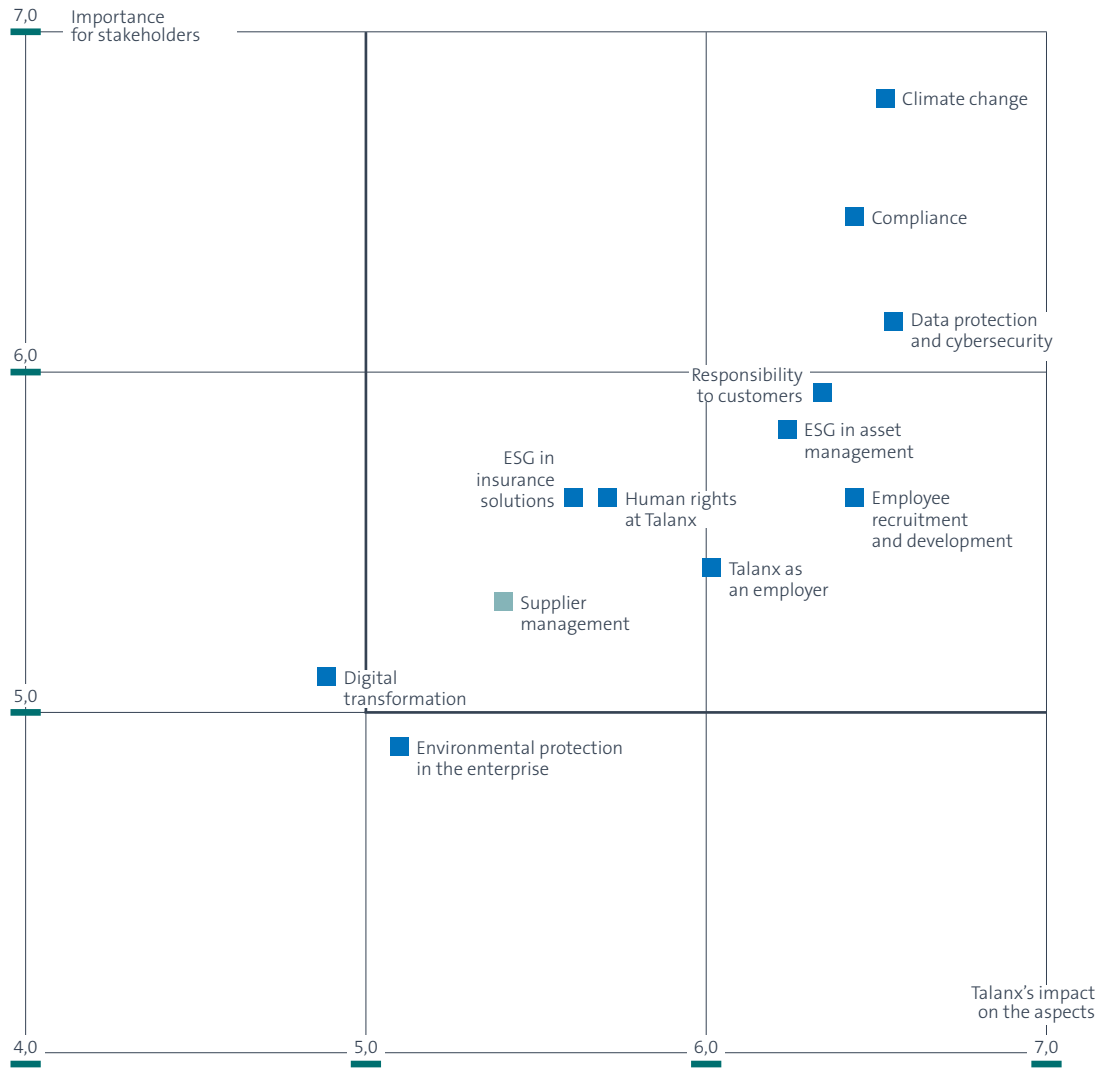 7,0
Importance
for stakeholders
Climate change
Compliance
Data protection
and cybersecurity
6,0
Responsibility
to customers
ESG in asset
management
ESG in
insurance
solutions
Human rights
at Talanx
Employee
recruitment
and development
Talanx as
an employer
Supplier
management
Digital
transformation
5,0
Environmental protection
in the enterprise
Talanx’s impact
on the aspects
4,0
5,0
6,0
7,0